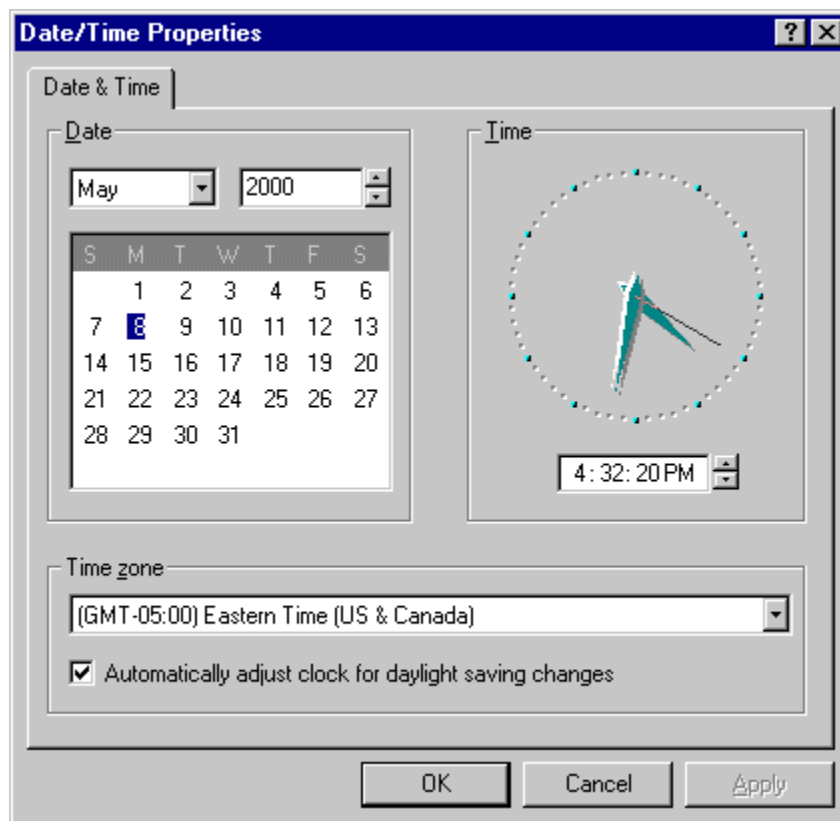 Date/Time Properties
Date & Time
Date
May
2000
S M T W T F S
1 2 3 4 5 6
7 8 9 10 11 12 13
14 15 16 17 18 19 20
21 22 23 24 25 26 27
28 29 30 31
Time
4:32:20 PM
Time zone
(GMT-05:00) Eastern Time (US & Canada)
Automatically adjust clock for daylight saving changes
OK Cancel Apply